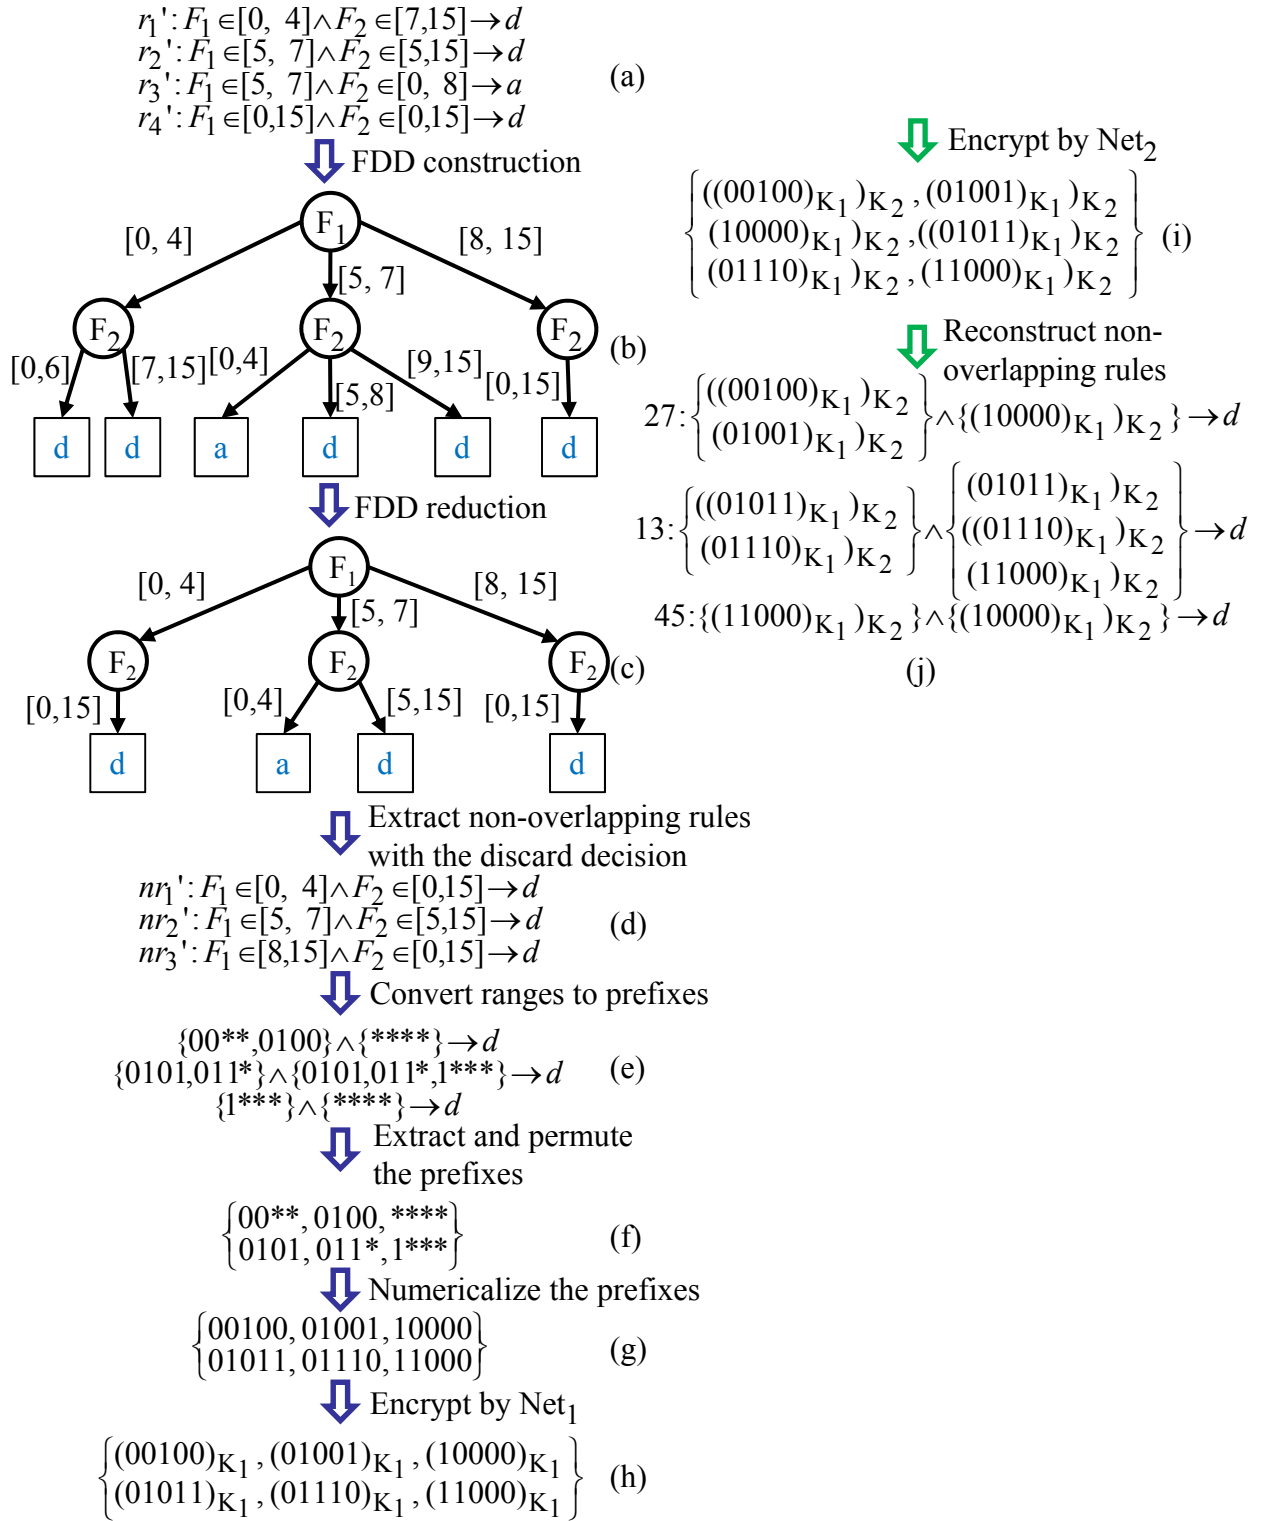 r₁': F₁∈[0, 4]∧F₂∈[7,15]→d
r₂': F₁∈[5, 7]∧F₂∈[5,15]→d
r₃': F₁∈[5, 7]∧F₂∈[0, 8]→a
r₄': F₁∈[0,15]∧F₂∈[0,15]→d
(a)
FDD construction
F₁
[0, 4]
[8, 15]
[5, 7]
F₂
F₂
F₂
(b)
[0,6]
[7,15]
[0,4]
[5,8]
[9,15]
[0,15]
d
d
a
d
d
d
FDD reduction
F₁
[0, 4]
[8, 15]
[5, 7]
F₂
F₂
F₂
(c)
[0,15]
[0,4]
[5,15]
[0,15]
d
a
d
d
Extract non-overlapping rules
with the discard decision
nr₁': F₁∈[0, 4]∧F₂∈[0,15]→d
nr₂': F₁∈[5, 7]∧F₂∈[5,15]→d
nr₃': F₁∈[8,15]∧F₂∈[0,15]→d
(d)
Convert ranges to prefixes
{00**,0100}∧{****}→d
{0101,011*}∧{0101,011*,1***}→d
{1***}∧{****}→d
(e)
Extract and permute
the prefixes
{00**, 0100, ****
0101, 011*, 1***}
(f)
Numericalize the prefixes
{00100, 01001, 10000
01011, 01110, 11000}
(g)
Encrypt by Net₁
{(00100)K₁, (01001)K₁, (10000)K₁
(01011)K₁, (01110)K₁, (11000)K₁}
(h)
Encrypt by Net₂
{((00100)K₁)K₂, (01001)K₁)K₂
(10000)K₁)K₂, ((01011)K₁)K₂
(01110)K₁)K₂, (11000)K₁)K₂}
(i)
Reconstruct non-
overlapping rules
27: {((00100)K₁)K₂
(01001)K₁)K₂} ∧{(10000)K₁)K₂}→d
13: {((01011)K₁)K₂
(01110)K₁)K₂} ∧ {(01011)K₁)K₂
((01110)K₁)K₂
(11000)K₁)K₂} →d
45: {(11000)K₁)K₂}∧{(10000)K₁)K₂}→d
(j)